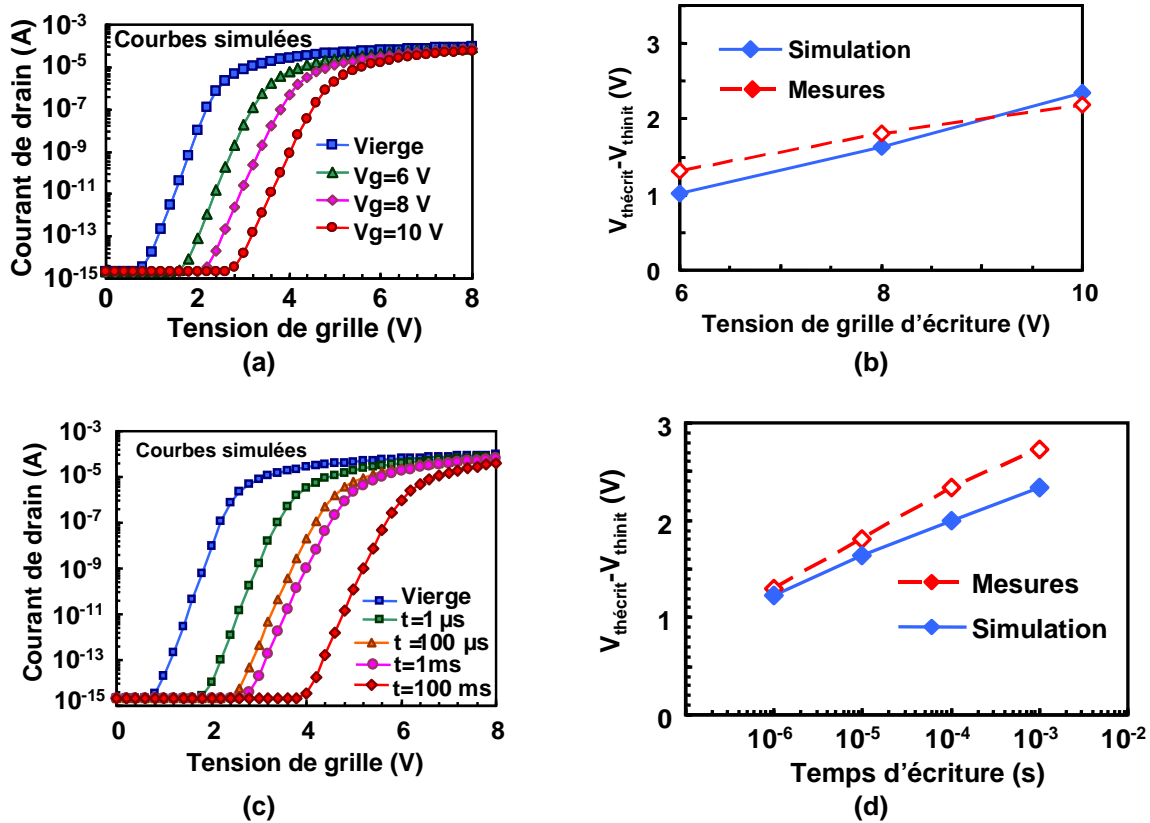 Courbes simulées
Courant de drain (A)
10-3
10-5
10-7
10-9
10-11
10-13
10-15
Vierge
Vg=6 V
Vg=8 V
Vg=10 V
0 2 4 6 8
Tension de grille (V)
(a)
Vthécrit-Vthinit (V)
3
2
1
0
Simulation
Mesures
6 8 10
Tension de grille d'écriture (V)
(b)
Courbes simulées
Courant de drain (A)
10-3
10-5
10-7
10-9
10-11
10-13
10-15
Vierge
t=1 µs
t =100 µs
t=1ms
t=100 ms
0 2 4 6 8
Tension de grille (V)
(c)
Vthécrit-Vthinit (V)
3
2
1
0
Mesures
Simulation
10-6 10-5 10-4 10-3 10-2
Temps d'écriture (s)
(d)